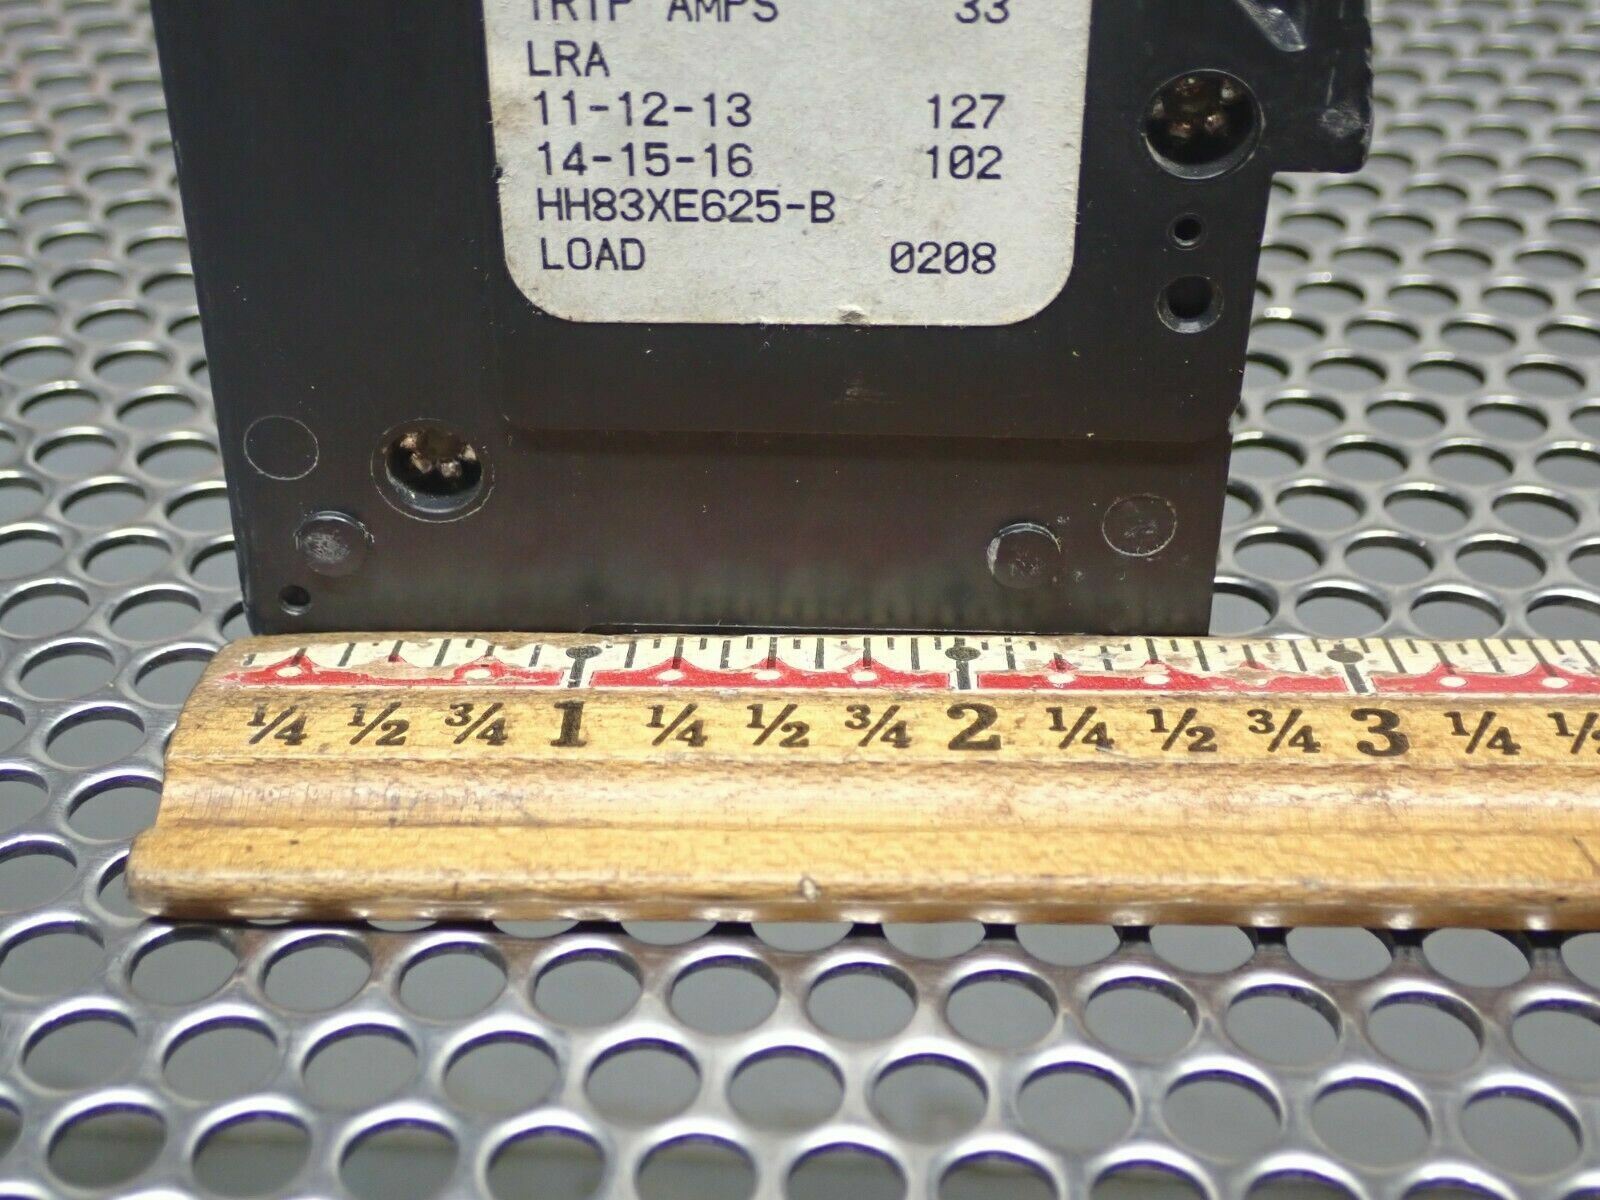 TRIP AMPS 33
LRA
11-12-13 127
14-15-16 102
HH83XE625-B
LOAD 0208
¼ ½ ¾ 1 ¼ ½ ¾ 2 ¼ ½ ¾ 3 ¼ ½